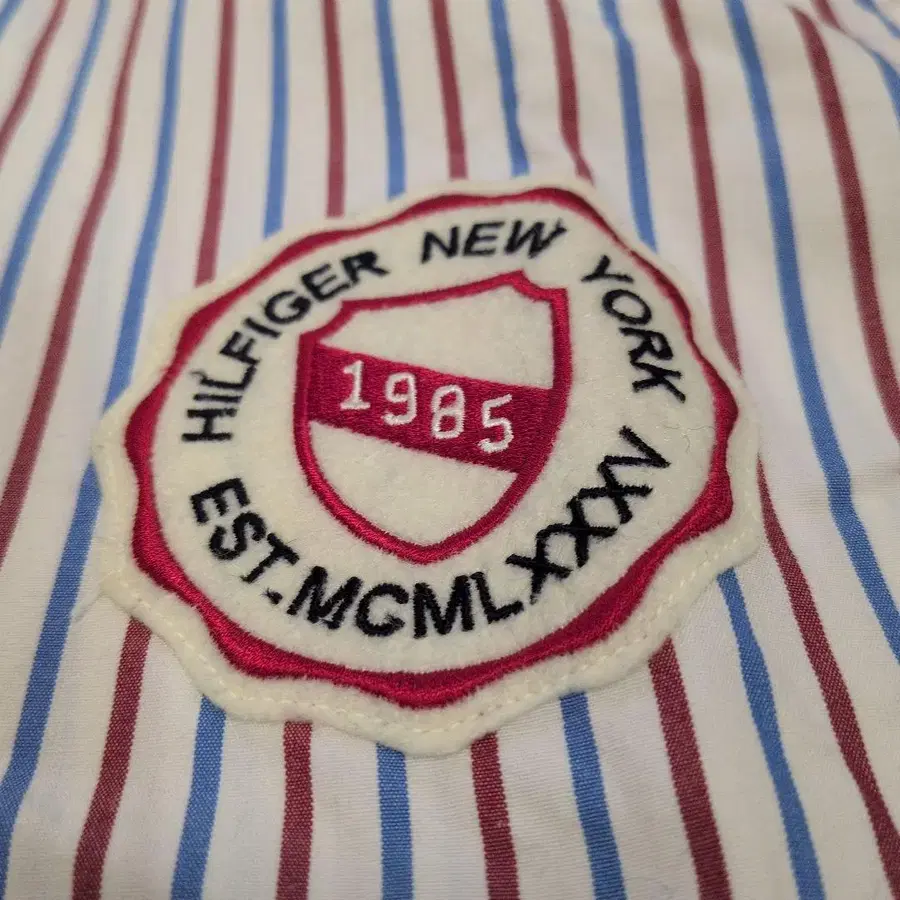 HILFIGER NEW YORK
1985
EST. MCMLXXXV